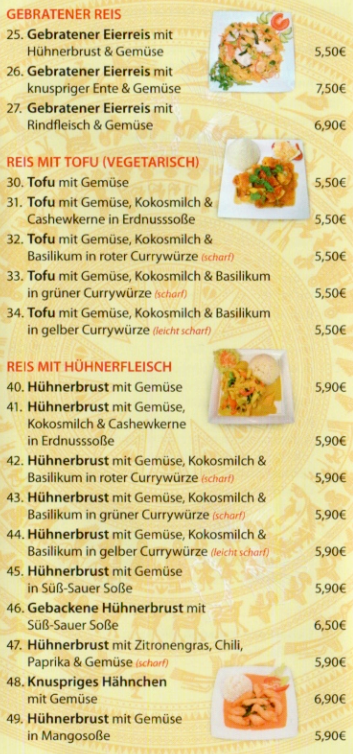 GEBRATENER REIS
25. Gebratener Eierreis mit
Hühnerbrust & Gemüse 5,50€
26. Gebratener Eierreis mit
knuspriger Ente & Gemüse 7,50€
27. Gebratener Eierreis mit
Rindfleisch & Gemüse 6,90€
REIS MIT TOFU (VEGETARISCH)
30. Tofu mit Gemüse 5,50€
31. Tofu mit Gemüse, Kokosmilch &
Cashewkerne in Erdnusssoße 5,50€
32. Tofu mit Gemüse, Kokosmilch &
Basilikum in roter Currywürze (scharf) 5,50€
33. Tofu mit Gemüse, Kokosmilch & Basilikum
in grüner Currywürze (scharf) 5,50€
34. Tofu mit Gemüse, Kokosmilch & Basilikum
in gelber Currywürze (leicht scharf) 5,50€
REIS MIT HÜHNERFLEISCH
40. Hühnerbrust mit Gemüse 5,90€
41. Hühnerbrust mit Gemüse,
Kokosmilch & Cashewkerne
in Erdnusssoße 5,90€
42. Hühnerbrust mit Gemüse, Kokosmilch &
Basilikum in roter Currywürze (scharf) 5,90€
43. Hühnerbrust mit Gemüse, Kokosmilch &
Basilikum in grüner Currywürze (scharf) 5,90€
44. Hühnerbrust mit Gemüse, Kokosmilch &
Basilikum in gelber Currywürze (leicht scharf) 5,90€
45. Hühnerbrust mit Gemüse
in Süß-Sauer Soße 5,90€
46. Gebackene Hühnerbrust mit
Süß-Sauer Soße 6,50€
47. Hühnerbrust mit Zitronengras, Chili,
Paprika & Gemüse (scharf) 5,90€
48. Knuspriges Hähnchen
mit Gemüse 6,90€
49. Hühnerbrust mit Gemüse
in Mangosoße 5,90€